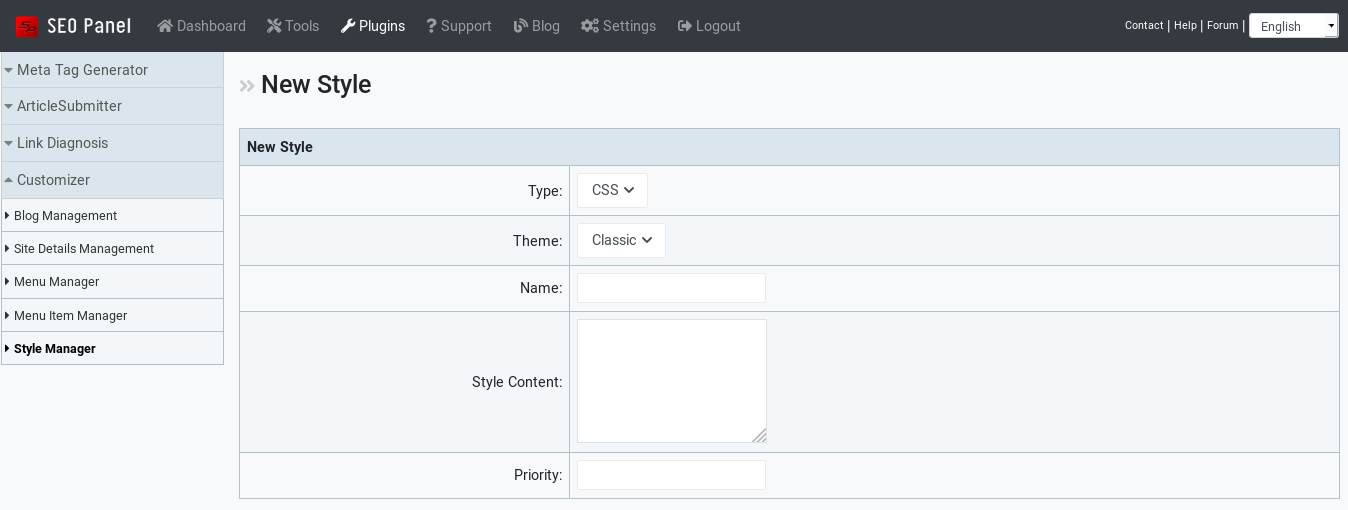 SEO Panel Dashboard Tools Plugins Support Blog Settings Logout Contact | Help | Forum | English
Meta Tag Generator
ArticleSubmitter
Link Diagnosis
Customizer
Blog Management
Site Details Management
Menu Manager
Menu Item Manager
Style Manager
New Style
New Style
Type: CSS
Theme: Classic
Name:
Style Content:
Priority: